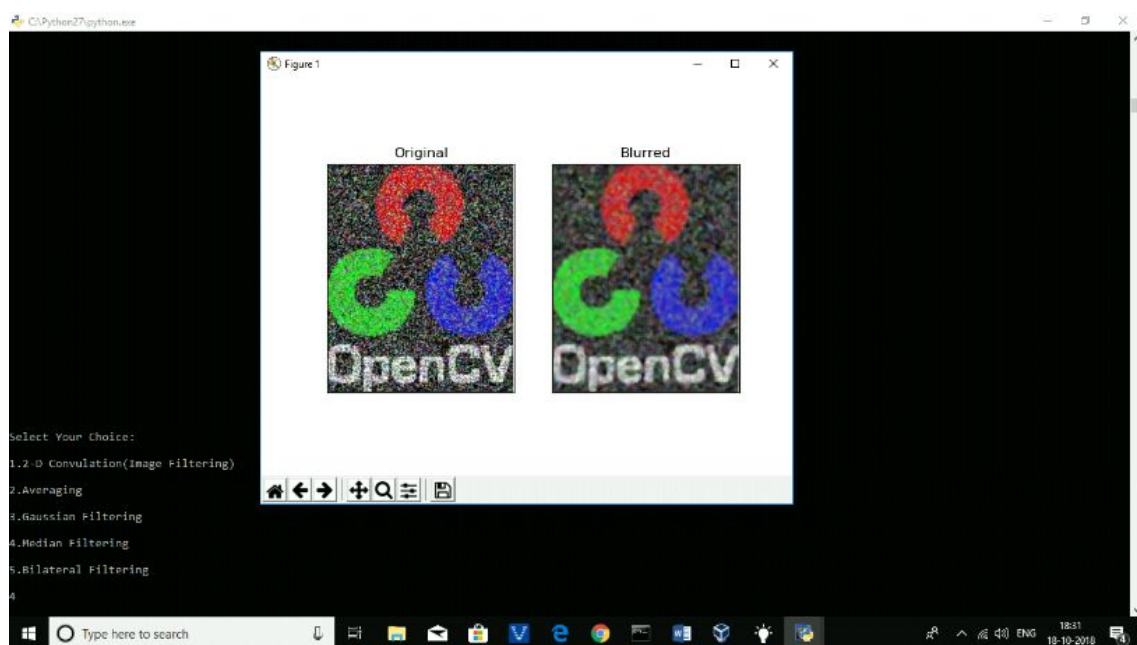 C:\Python27\python.exe
Figure 1
Original
Blurred
OpenCV
OpenCV
Select Your Choice:
1.2-D Convulation(Image Filtering)
2.Averaging
3.Gaussian Filtering
4.Median Filtering
5.Bilateral Filtering
4
Type here to search
ENG
18:31
18-10-2018